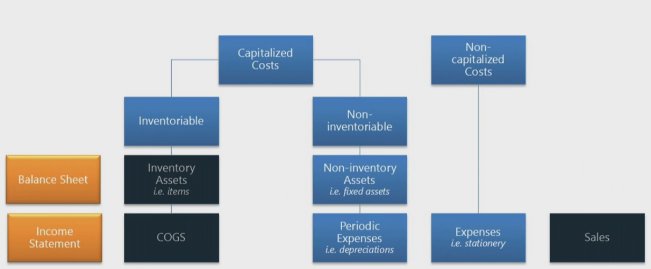 Capitalized
Costs
Non-
capitalized
Costs
Inventoriable
Non-
inventoriable
Balance Sheet
Inventory
Assets
i.e. items
Non-inventory
Assets
i.e. fixed assets
Income
Statement
COGS
Periodic
Expenses
i.e. depreciations
Expenses
i.e. stationery
Sales